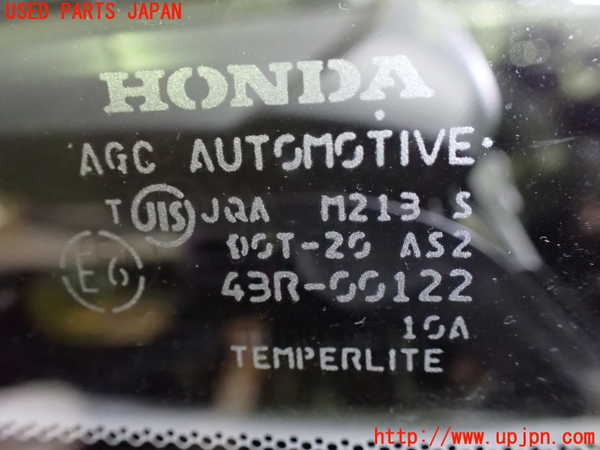 USED PARTS JAPAN
HONDA
AGC AUTOMOTIVE
T JIS JQA M213 S
DOT-20 AS2
E6 43R-00122
10A
TEMPERLITE
http://www.upjpn.com/